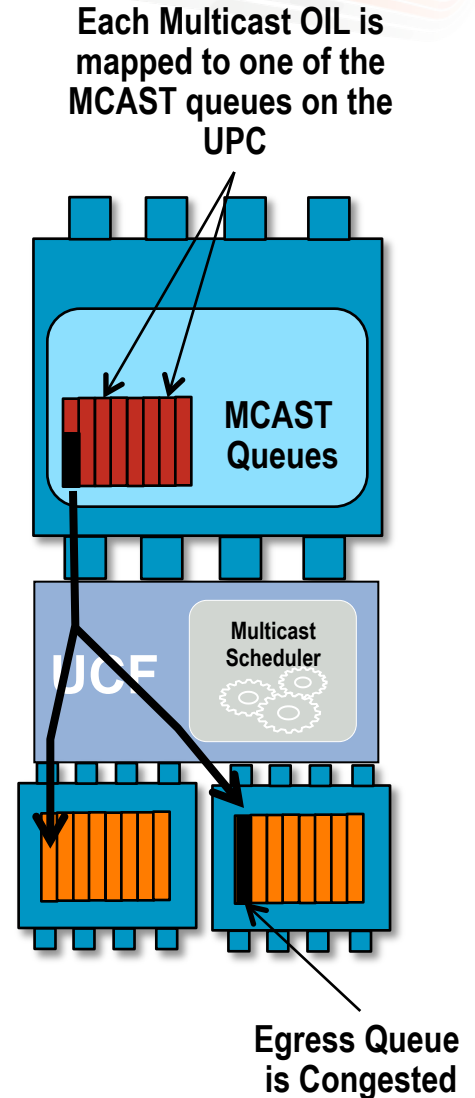 Each Multicast OIL is
mapped to one of the
MCAST queues on the
UPC
MCAST
Queues
Multicast
Scheduler
UCF
Egress Queue
is Congested